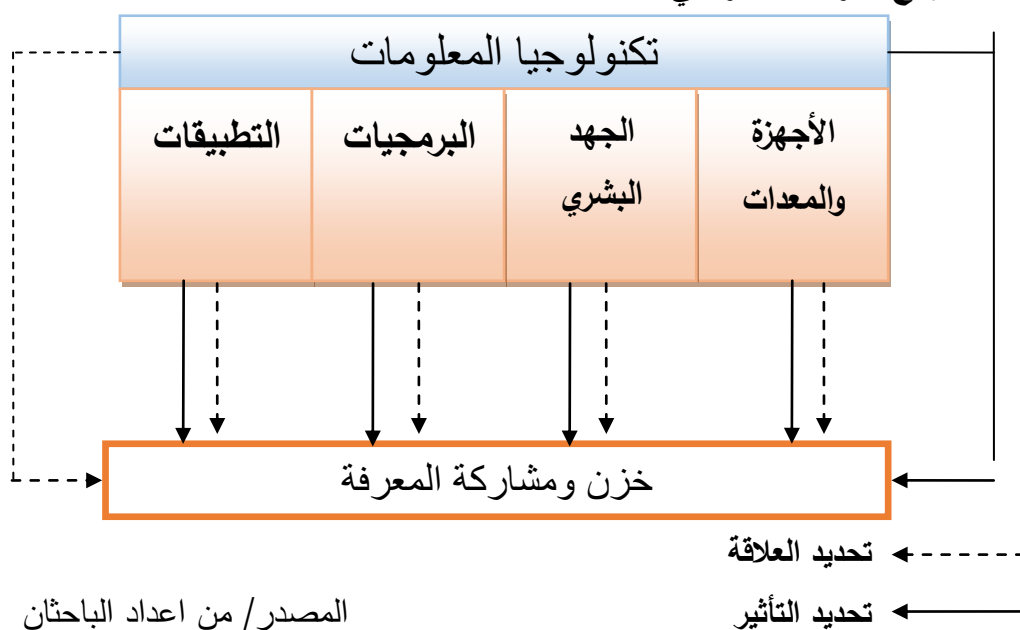 تكنولوجيا المعلومات
الأجهزة
والمعدات
الجهد
البشري
البرمجيات
التطبيقات
خزن ومشاركة المعرفة
تحديد العلاقة
تحديد التأثير
المصدر/ من اعداد الباحثان